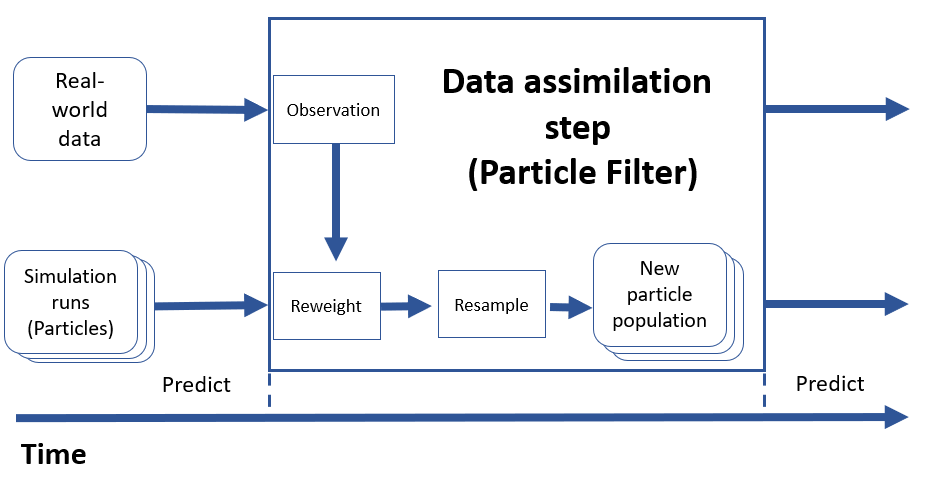 Real-
world
data
Observation
Data assimilation
step
(Particle Filter)
Simulation
runs
(Particles)
Reweight
Resample
New
particle
population
Predict
Predict
Time